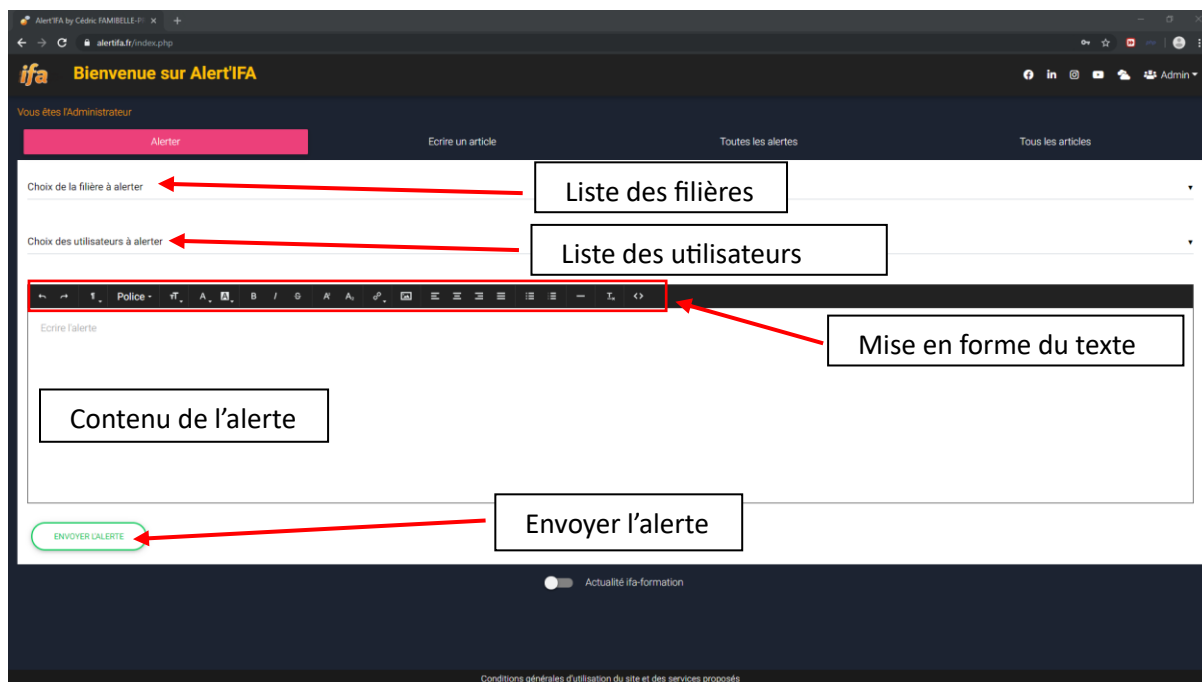 Alert'IFA by Cédric FAMIBELLE-P
alertifa.fr/index.php
ifa Bienvenue sur Alert'IFA
Admin
Vous êtes l'Administrateur
Alerter Ecrire un article Toutes les alertes Tous les articles
Choix de la filière à alerter
Liste des filières
Choix des utilisateurs à alerter
Liste des utilisateurs
Police
Ecrire l'alerte
Mise en forme du texte
Contenu de l’alerte
Envoyer l’alerte
ENVOYER L'ALERTE
Actualité ifa-formation
Conditions générales d'utilisation du site et des services proposés